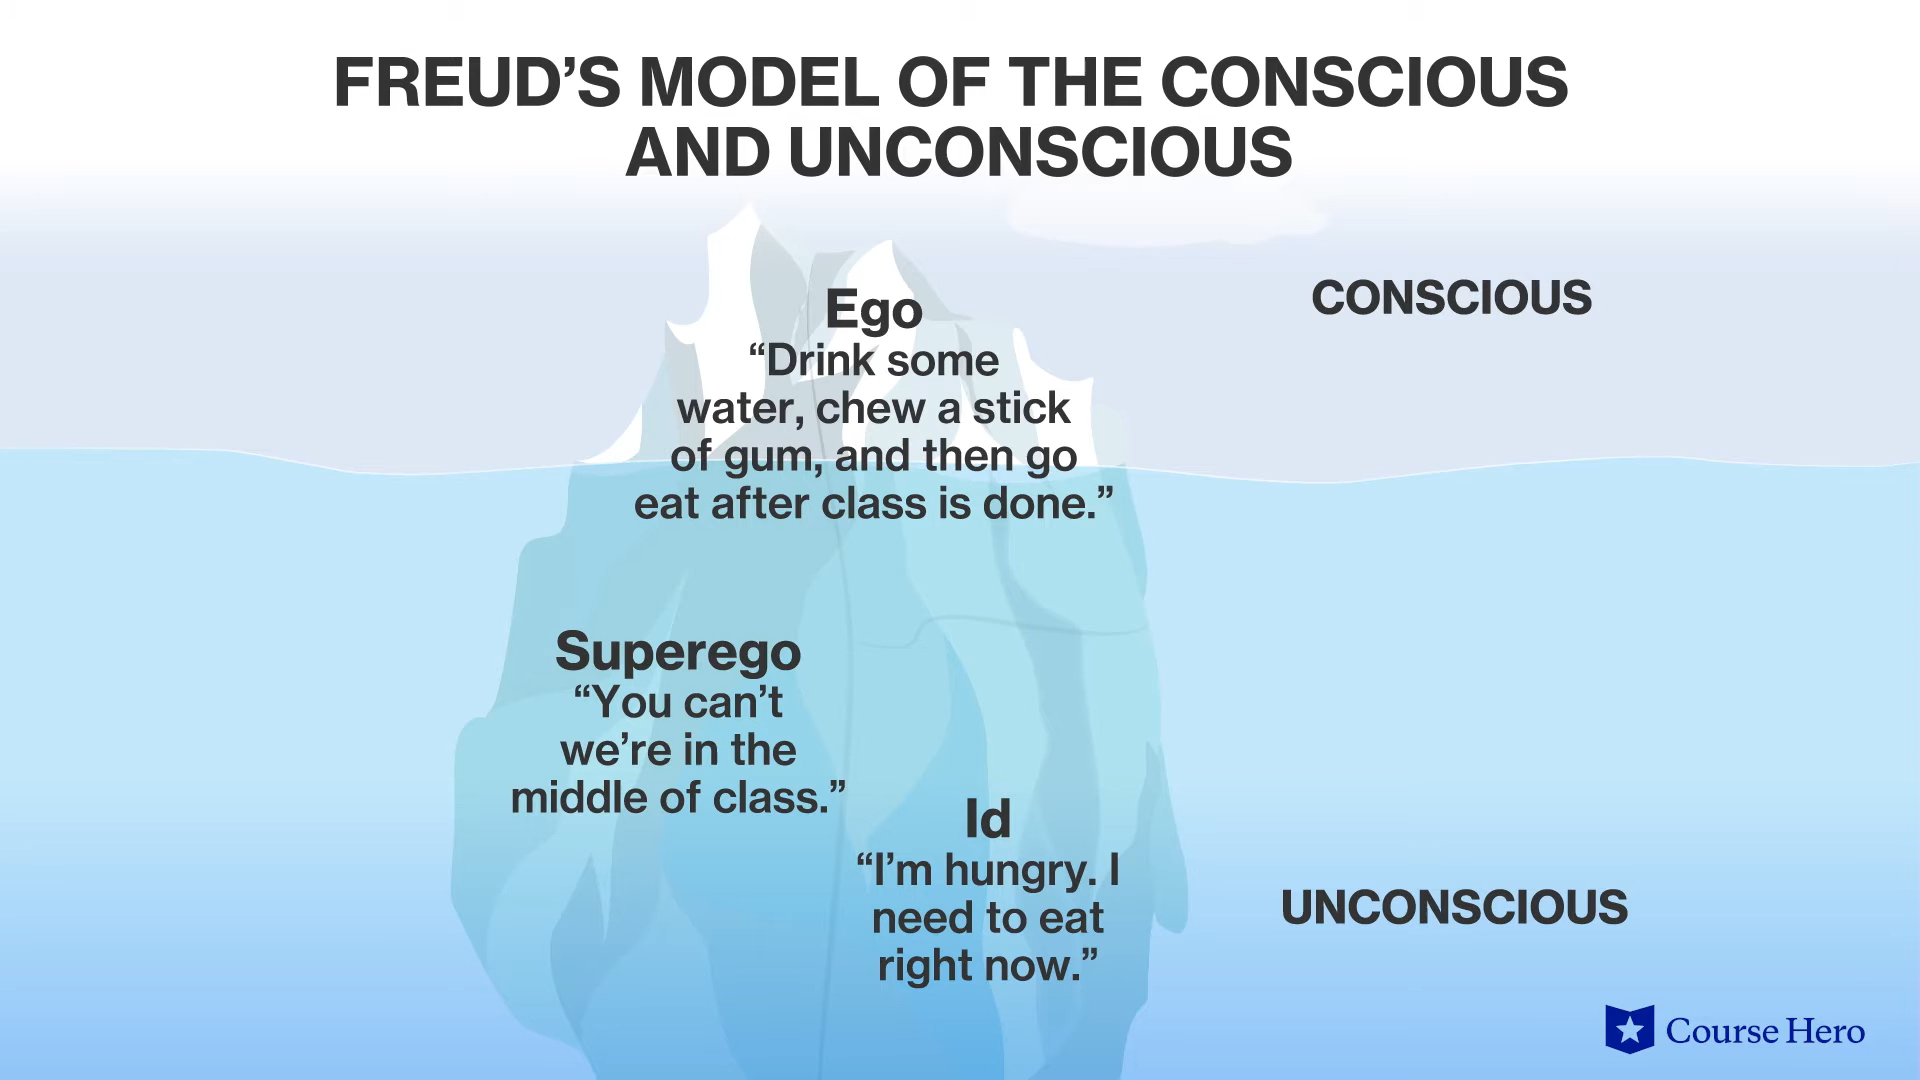 FREUD’S MODEL OF THE CONSCIOUS
AND UNCONSCIOUS
CONSCIOUS
Ego
“Drink some
water, chew a stick
of gum, and then go
eat after class is done.”
Superego
“You can’t
we’re in the
middle of class.”
Id
“I’m hungry. I
need to eat
right now.”
UNCONSCIOUS
Course Hero